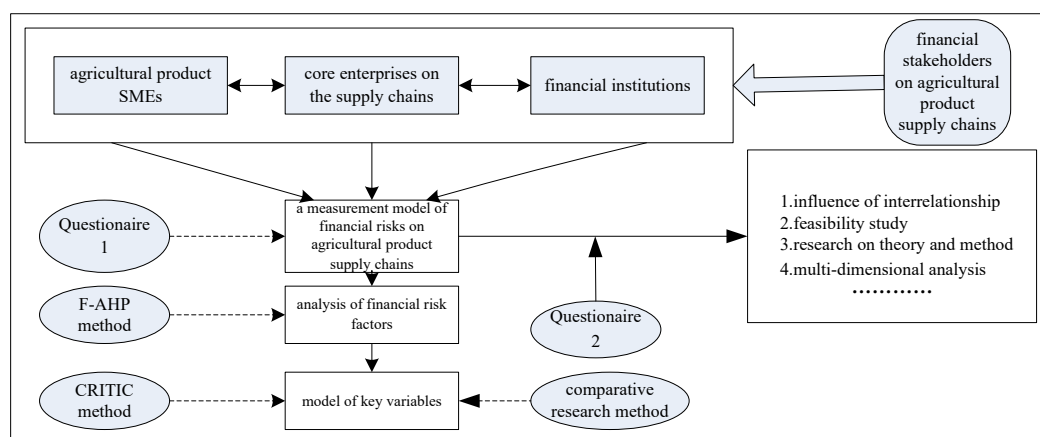 agricultural product
SMEs
core enterprises on
the supply chains
financial institutions
financial
stakeholders
on agricultural
product
supply chains
Questionaire
1
a measurement model of
financial risks on
agricultural product
supply chains
1.influence of interrelationship
2.feasibility study
3.research on theory and method
4.multi-dimensional analysis
…………
F-AHP
method
analysis of financial risk
factors
Questionaire
2
CRITIC
method
model of key variables
comparative
research method